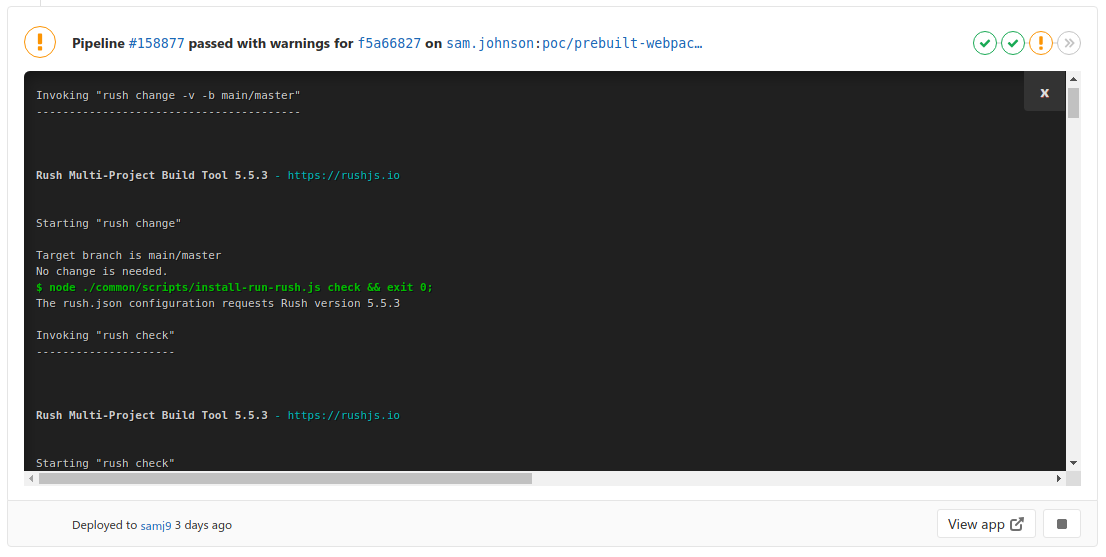 Pipeline #158877 passed with warnings for f5a66827 on sam.johnson:poc/prebuilt-webpac…
x
Invoking "rush change -v -b main/master"
----------------------------------------
Rush Multi-Project Build Tool 5.5.3 - https://rushjs.io
Starting "rush change"
Target branch is main/master
No change is needed.
$ node ./common/scripts/install-run-rush.js check && exit 0;
The rush.json configuration requests Rush version 5.5.3
Invoking "rush check"
---------------------
Rush Multi-Project Build Tool 5.5.3 - https://rushjs.io
Starting "rush check"
Deployed to samj9 3 days ago
View app